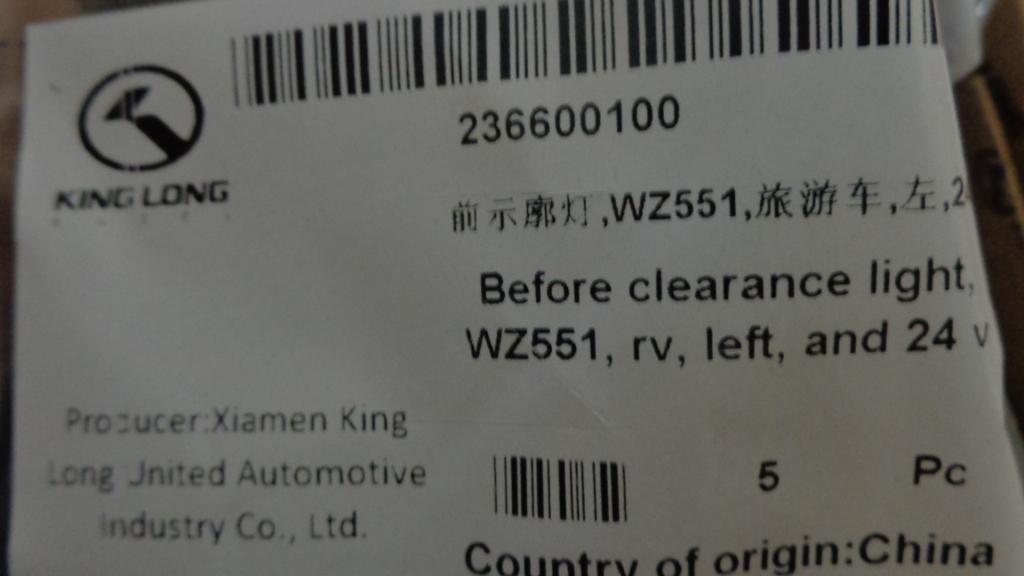 KING LONG
236600100
前示廓灯,WZ551,旅游车,左,2
Before clearance light,
WZ551, rv, left, and 24 v
Producer:Xiamen King
Long United Automotive
Industry Co., Ltd.
5 Pc
Country of origin:China